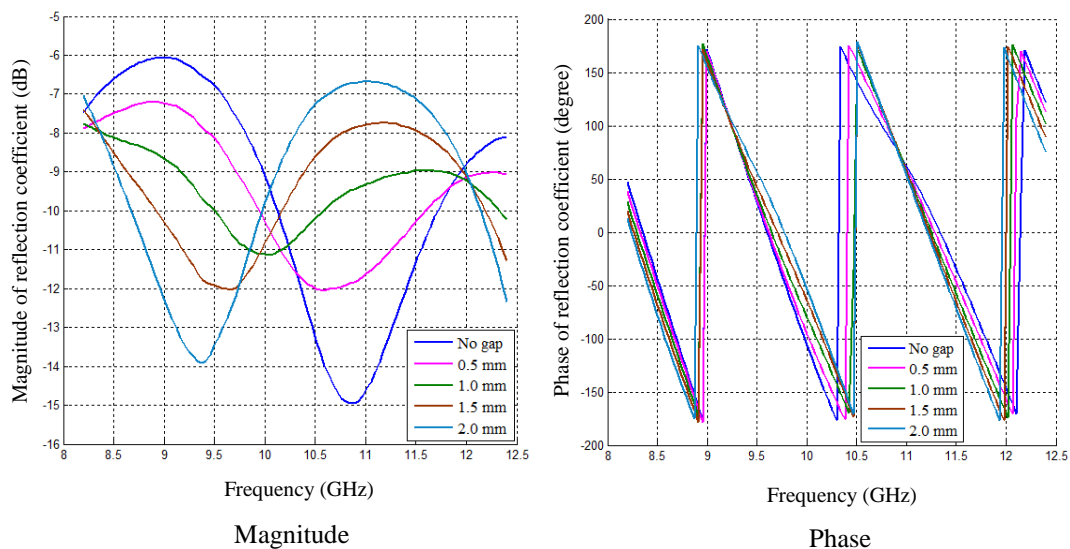 Magnitude of reflection coefficient (dB)
-5
-6
-7
-8
-9
-10
-11
-12
-13
-14
-15
-16
8
8.5
9
9.5
10
10.5
11
11.5
12
12.5
No gap
0.5 mm
1.0 mm
1.5 mm
2.0 mm
Frequency (GHz)
Magnitude
Phase of reflection coefficient (degree)
200
150
100
50
0
-50
-100
-150
-200
8
8.5
9
9.5
10
10.5
11
11.5
12
12.5
No gap
0.5 mm
1.0 mm
1.5 mm
2.0 mm
Frequency (GHz)
Phase